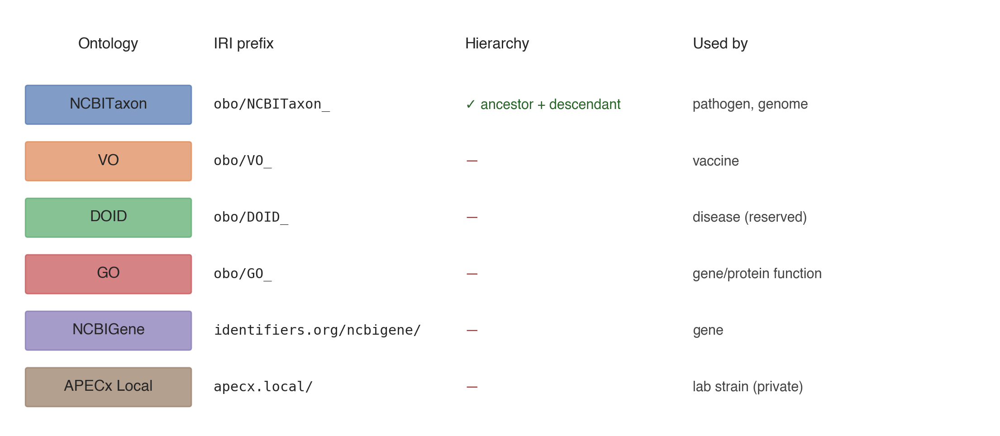 Ontology IRI prefix Hierarchy Used by
NCBITaxon obo/NCBITaxon_ ✓ ancestor + descendant pathogen, genome
VO obo/VO_ — vaccine
DOID obo/DOID_ — disease (reserved)
GO obo/GO_ — gene/protein function
NCBIGene identifiers.org/ncbigene/ — gene
APECx Local apecx.local/ — lab strain (private)